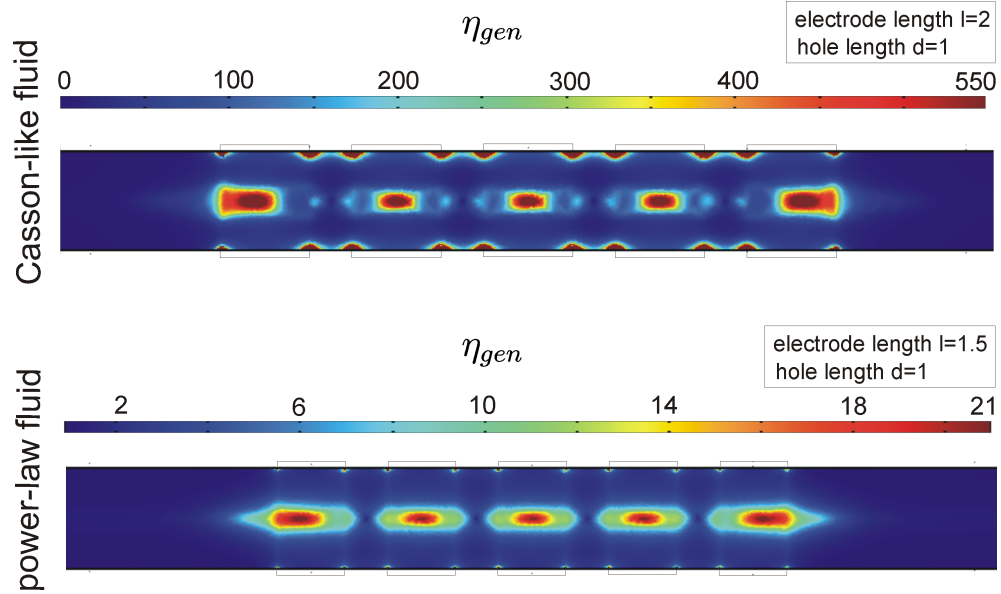 Casson-like fluid
η_gen
electrode length l=2
hole length d=1
0 100 200 300 400 550
power-law fluid
η_gen
electrode length l=1.5
hole length d=1
2 6 10 14 18 21